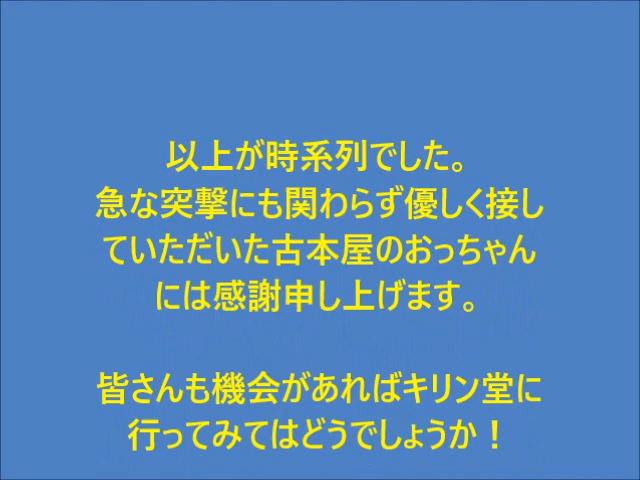 以上が時系列でした。
急な突撃にも関わらず優しく接し
ていただいた古本屋のおっちゃん
には感謝申し上げます。
皆さんも機会があればキリン堂に
行ってみてはどうでしょうか！